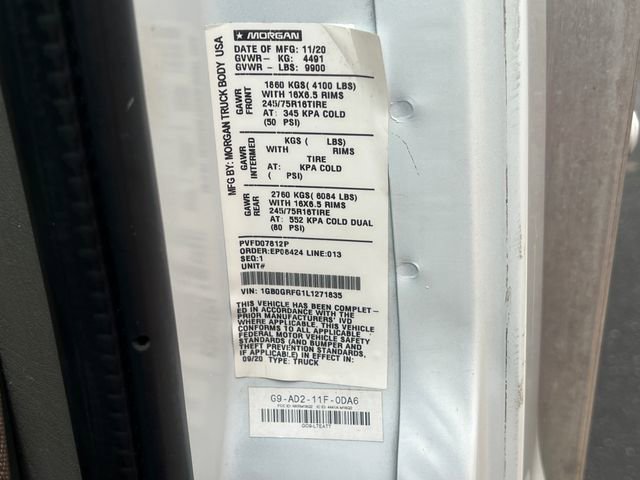 MORGAN
MFG BY: MORGAN TRUCK BODY USA
DATE OF MFG: 11/20
GVWR- KG: 4491
GVWR - LBS: 9900
GAWR FRONT
1860 KGS( 4100 LBS)
WITH 16X6.5 RIMS
245/75R16TIRE
AT: 345 KPA COLD
(50 PSI)
GAWR INTERMED
KGS ( LBS)
WITH RIMS
TIRE
AT: KPA COLD
( PSI)
GAWR REAR
2760 KGS( 6084 LBS)
WITH 16X6.5 RIMS
245/75R16TIRE
AT: 552 KPA COLD DUAL
(80 PSI)
PVFD07812P
ORDER:EP08424 LINE:013
SEQ:1
UNIT#
VIN: 1GB0GRFG1L1271835
THIS VEHICLE HAS BEEN COMPLET-
ED IN ACCORDANCE WITH THE
PRIOR MANUFACTURERS' IVD
WHERE APPLICABLE. THIS VEHICLE
CONFORMS TO ALL APPLICABLE
FEDERAL MOTOR VEHICLE SAFETY
STANDARDS (AND BUMPER AND
THEFT PREVENTION STANDARDS,
IF APPLICABLE) IN EFFECT IN:
09/20 TYPE: TRUCK
G9-AD2-11F-0DA6